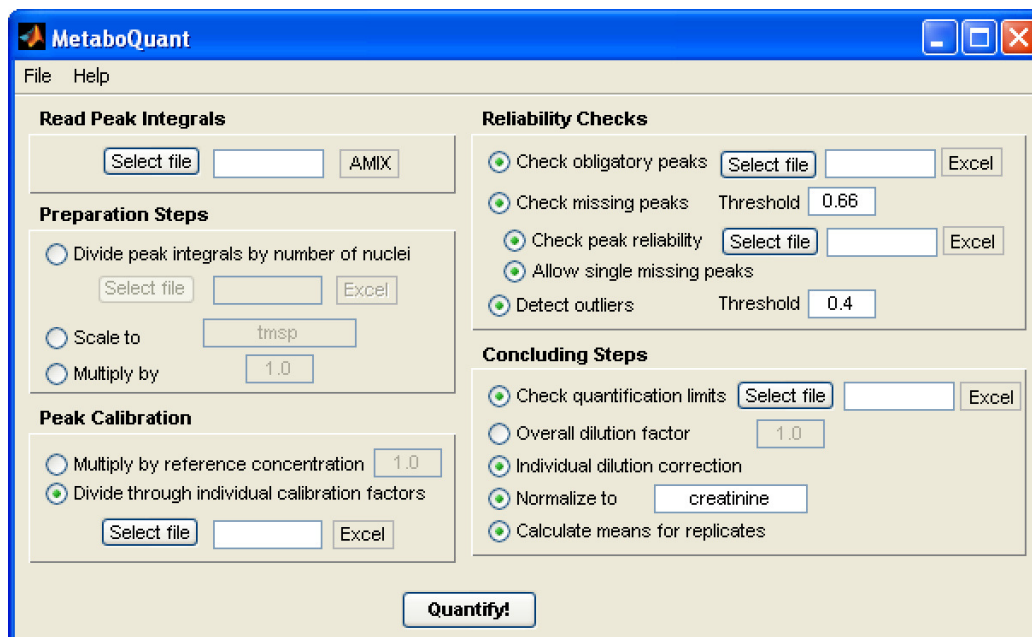 MetaboQuant
File Help
Read Peak Integrals
Select file AMIX
Preparation Steps
Divide peak integrals by number of nuclei
Select file Excel
Scale to tmsp
Multiply by 1.0
Peak Calibration
Multiply by reference concentration 1.0
Divide through individual calibration factors
Select file Excel
Reliability Checks
Check obligatory peaks Select file Excel
Check missing peaks Threshold 0.66
Check peak reliability Select file Excel
Allow single missing peaks
Detect outliers Threshold 0.4
Concluding Steps
Check quantification limits Select file Excel
Overall dilution factor 1.0
Individual dilution correction
Normalize to creatinine
Calculate means for replicates
Quantify!